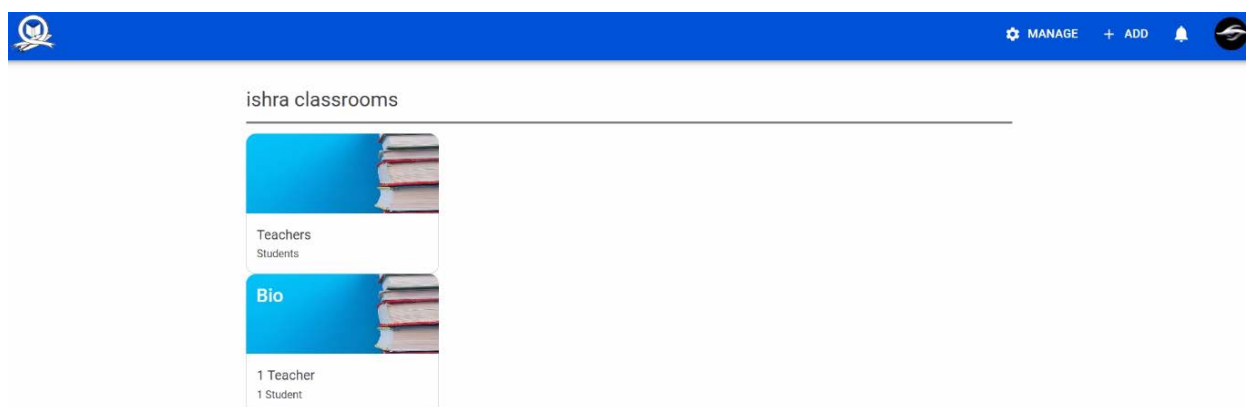 MANAGE + ADD
ishra classrooms
Teachers
Students
Bio
1 Teacher
1 Student